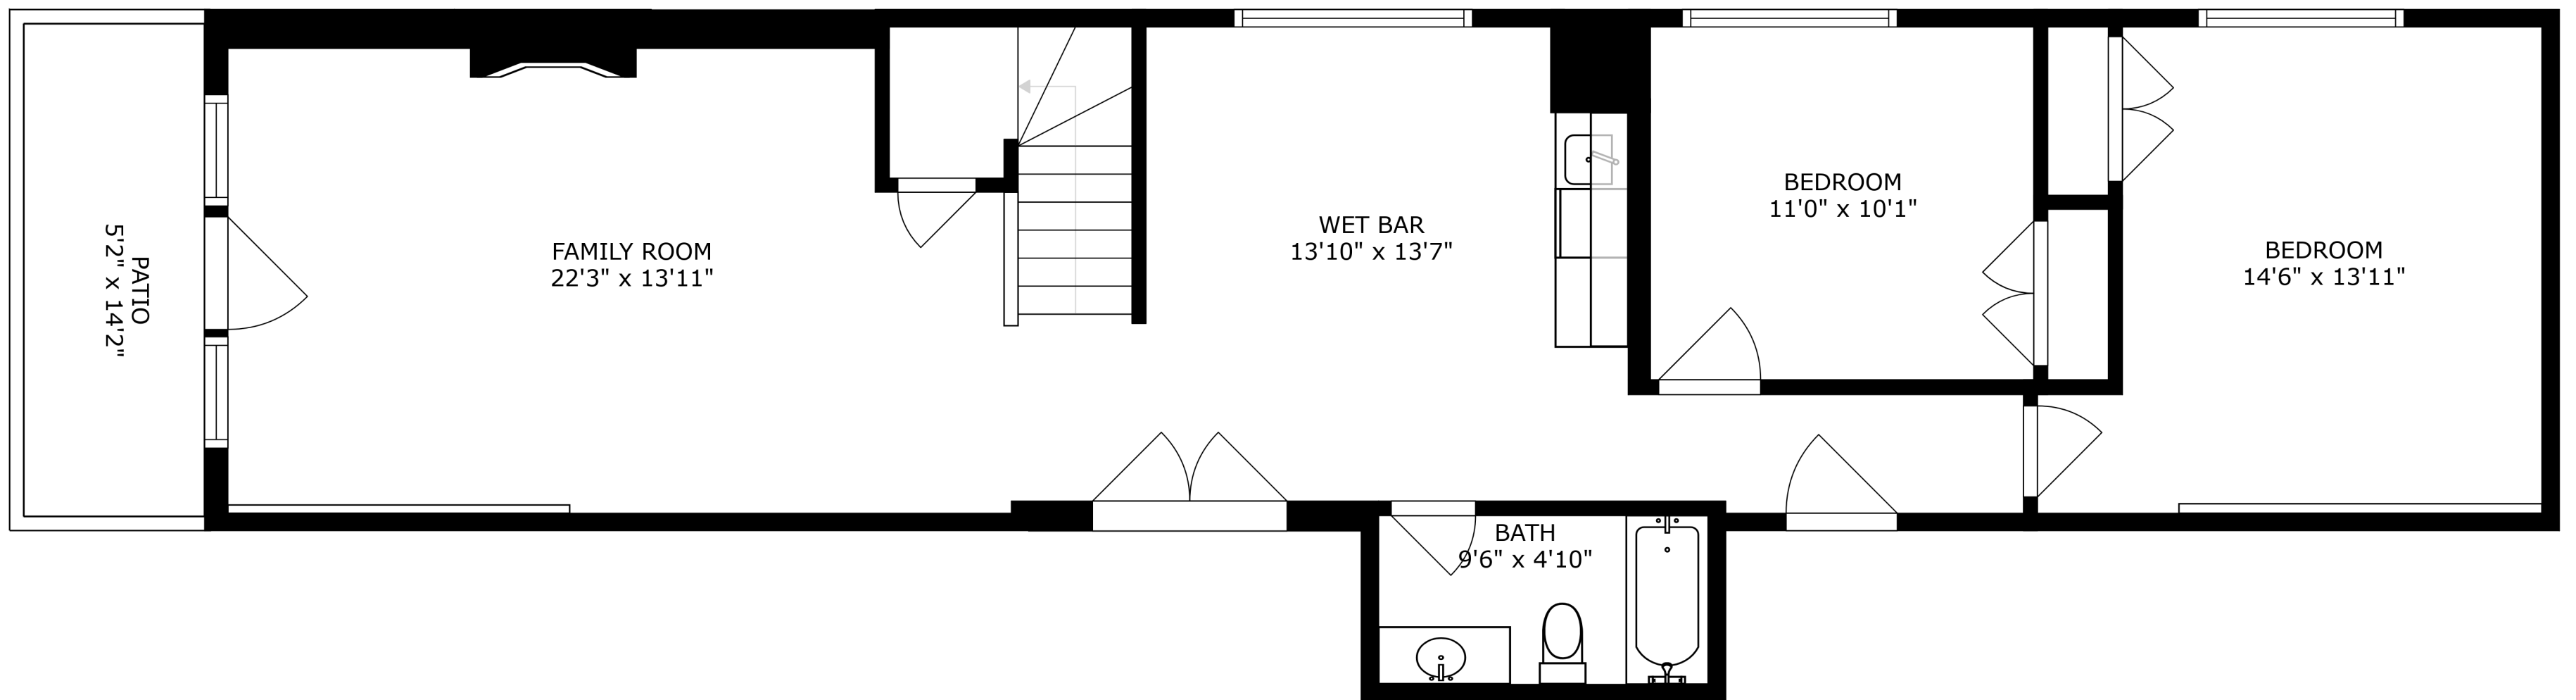 PATIO
5'2" x 14'2"
FAMILY ROOM
22'3" x 13'11"
WET BAR
13'10" x 13'7"
BEDROOM
11'0" x 10'1"
BEDROOM
14'6" x 13'11"
BATH
9'6" x 4'10"